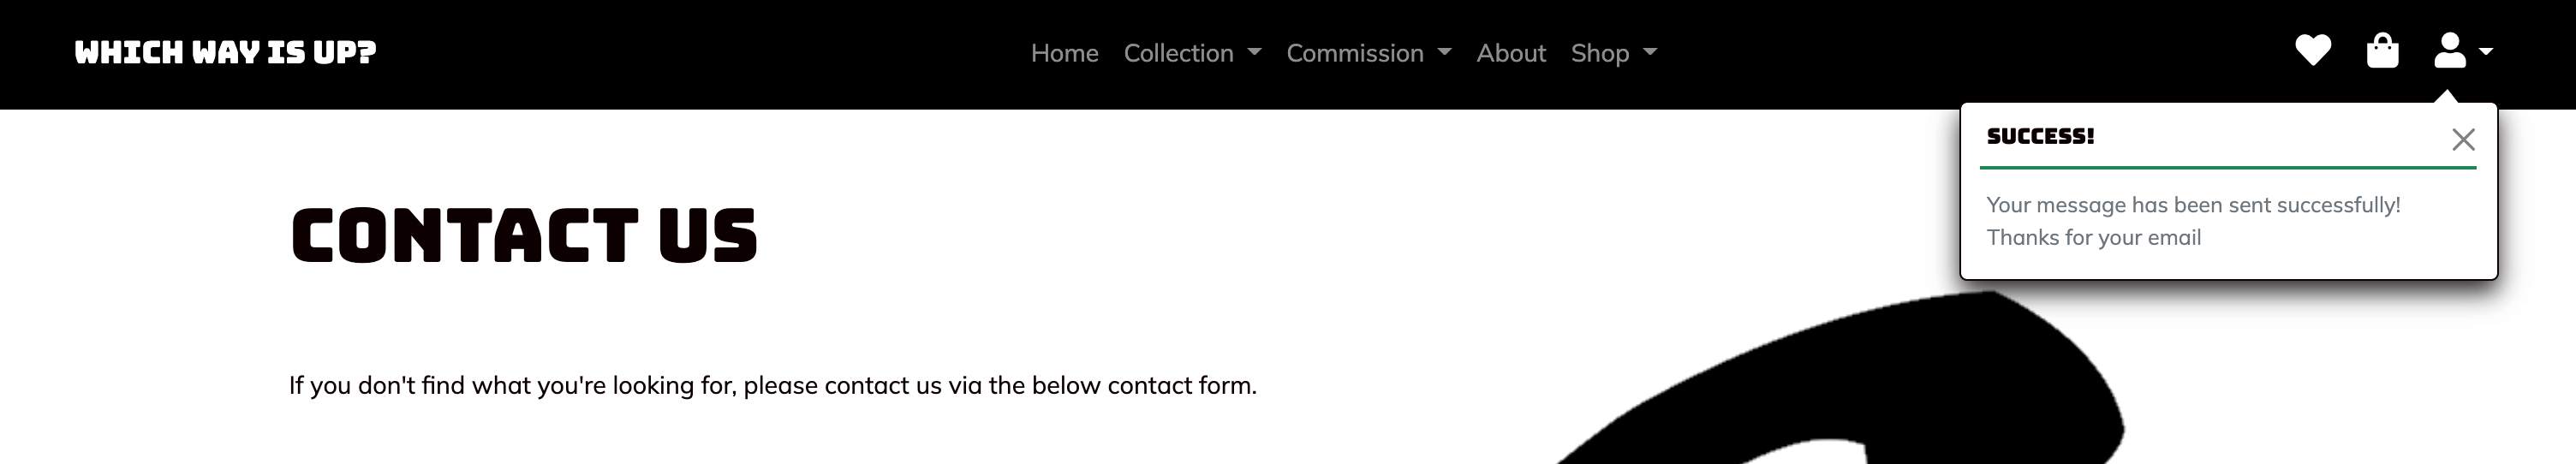 WHICH WAY IS UP?
Home Collection Commission About Shop
SUCCESS!
Your message has been sent successfully!
Thanks for your email
CONTACT US
If you don't find what you're looking for, please contact us via the below contact form.